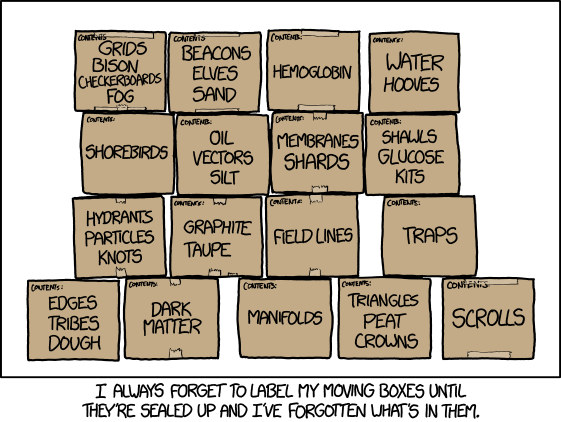 CONTENTS:
GRIDS
BISON
CHECKERBOARDS
FOG
CONTENTS:
BEACONS
ELVES
SAND
CONTENTS:
HEMOGLOBIN
CONTENTS:
WATER
HOOVES
CONTENTS:
SHOREBIRDS
CONTENTS:
OIL
VECTORS
SILT
CONTENTS:
MEMBRANES
SHARDS
CONTENTS:
SHAWLS
GLUCOSE
KITS
HYDRANTS
PARTICLES
KNOTS
CONTENTS:
GRAPHITE
TAUPE
CONTENTS:
FIELD LINES
CONTENTS:
TRAPS
CONTENTS:
EDGES
TRIBES
DOUGH
CONTENTS:
DARK
MATTER
CONTENTS:
MANIFOLDS
CONTENTS:
TRIANGLES
PEAT
CROWNS
CONTENTS:
SCROLLS
I ALWAYS FORGET TO LABEL MY MOVING BOXES UNTIL
THEY'RE SEALED UP AND I'VE FORGOTTEN WHAT'S IN THEM.